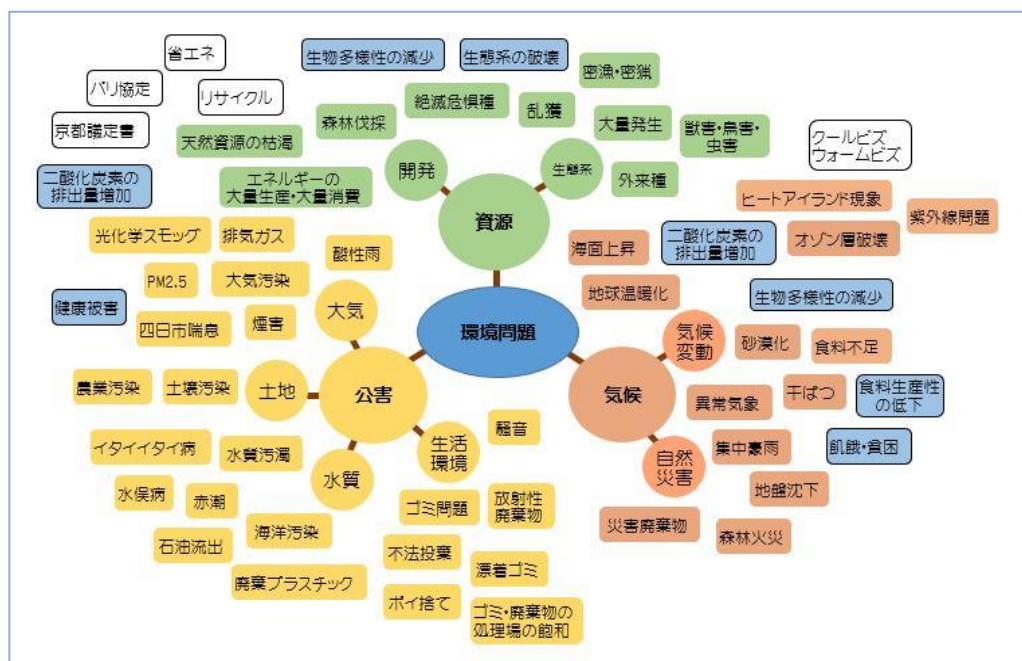 省エネ
生物多様性の減少
生態系の破壊
密漁・密猟
パリ協定
リサイクル
絶滅危惧種
乱獲
京都議定書
森林伐採
大量発生
獣害・鳥害・
虫害
天然資源の枯渇
開発
生態系
クールビズ
ウォームビズ
二酸化炭素の
排出量増加
エネルギーの
大量生産・大量消費
外来種
資源
ヒートアイランド現象
紫外線問題
光化学スモッグ
排気ガス
酸性雨
海面上昇
二酸化炭素の
排出量増加
オゾン層破壊
PM2.5
大気汚染
地球温暖化
生物多様性の減少
健康被害
四日市喘息
煙害
大気
環境問題
気候
変動
砂漠化
食料不足
農業汚染
土壌汚染
土地
公害
気候
異常気象
干ばつ
食料生産性
の低下
イタイイタイ病
水質汚濁
水質
生活
環境
騒音
自然
災害
集中豪雨
飢餓・貧困
水俣病
赤潮
ゴミ問題
放射性
廃棄物
地盤沈下
石油流出
海洋汚染
災害廃棄物
森林火災
廃棄プラスチック
不法投棄
漂着ゴミ
ポイ捨て
ゴミ・廃棄物の
処理場の飽和